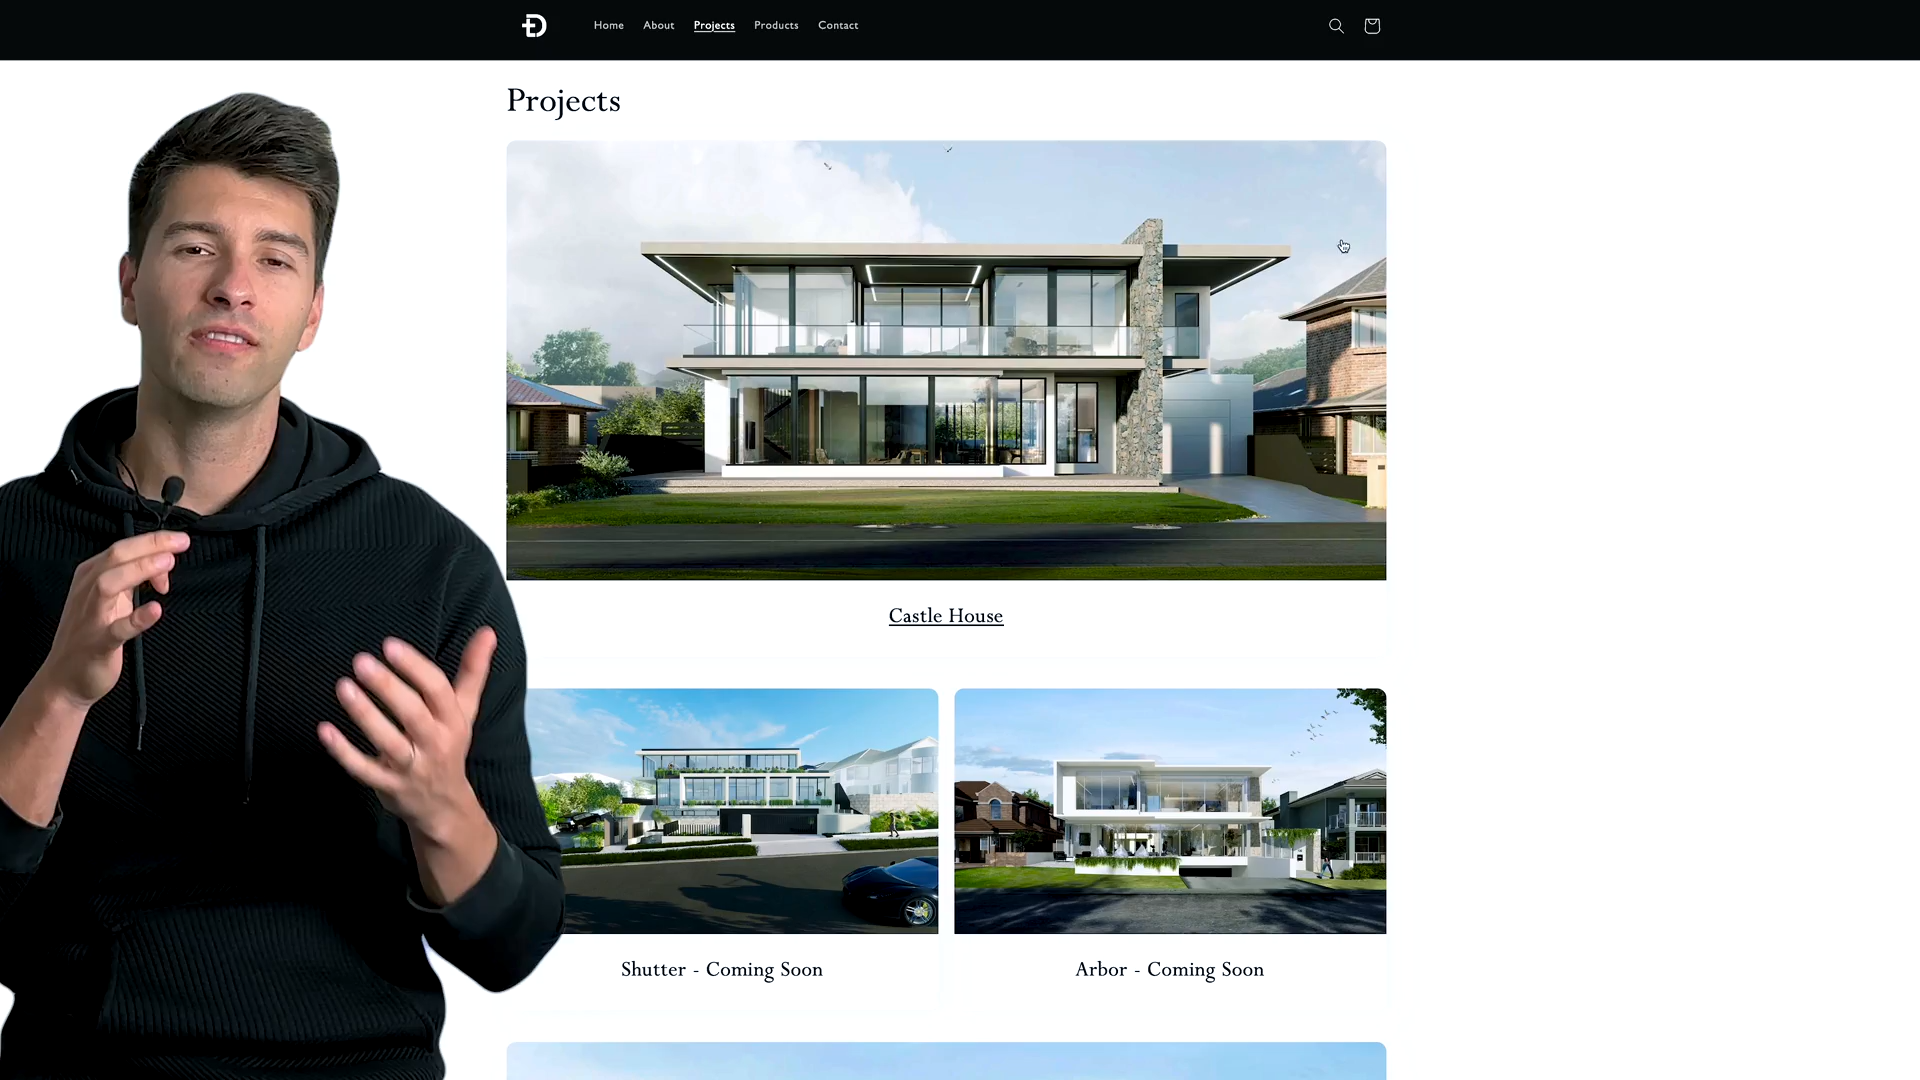 Home About Projects Products Contact
Projects
Castle House
Shutter - Coming Soon
Arbor - Coming Soon